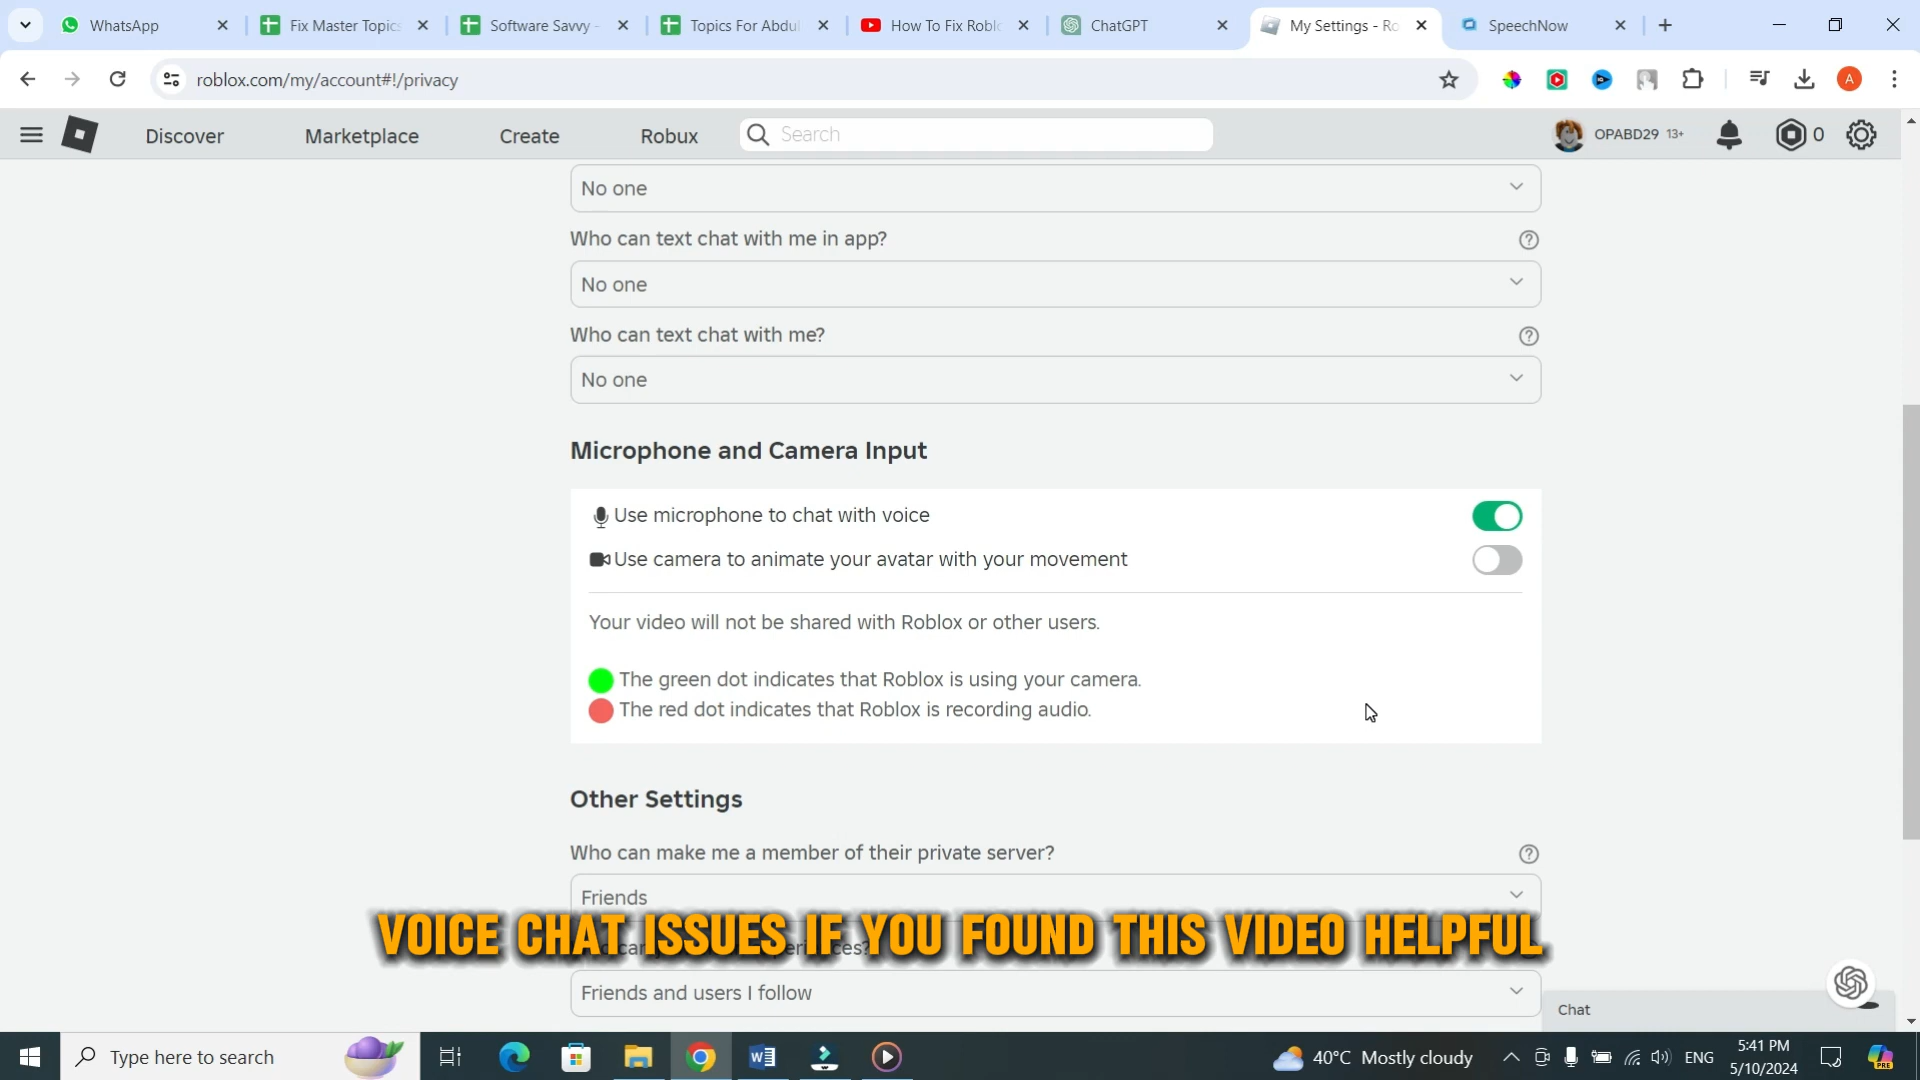 WhatsApp
Fix Master Topics
Software Savvy -
Topics For Abdul
How To Fix Roblo
ChatGPT
My Settings - Ro
SpeechNow
roblox.com/my/account#!/privacy
A
Discover
Marketplace
Create
Robux
Search
OPABD29 13+
0
No one
Who can text chat with me in app?
No one
Who can text chat with me?
No one
Microphone and Camera Input
Use microphone to chat with voice
Use camera to animate your avatar with your movement
Your video will not be shared with Roblox or other users.
The green dot indicates that Roblox is using your camera.
The red dot indicates that Roblox is recording audio.
Other Settings
Who can make me a member of their private server?
Friends
VOICE CHAT ISSUES IF YOU FOUND THIS VIDEO HELPFUL
Friends and users I follow
Chat
Type here to search
40°C Mostly cloudy
ENG
5:41 PM
5/10/2024
PRE